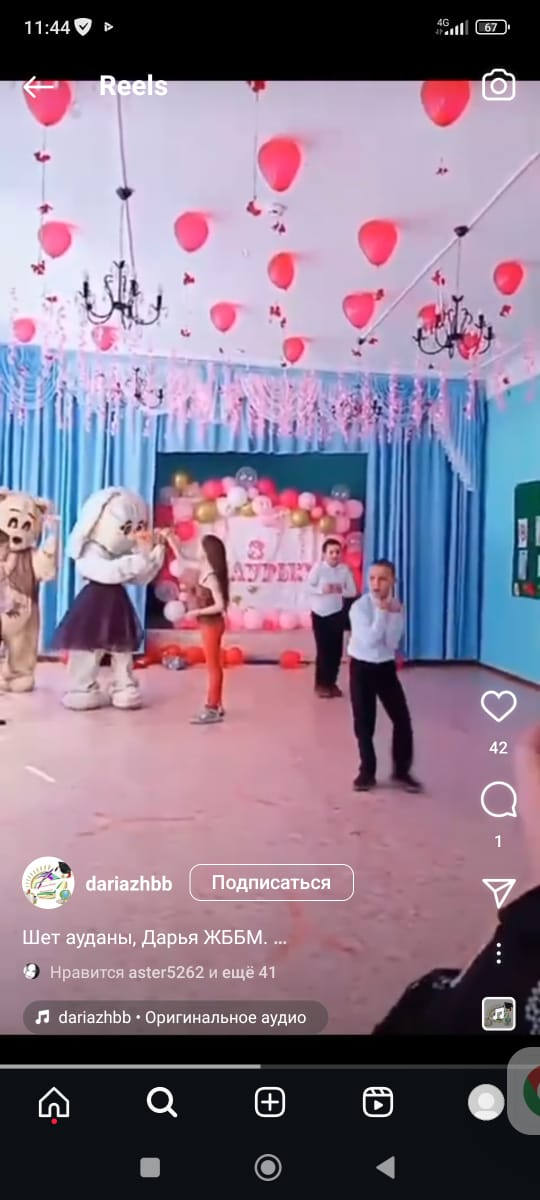 11:44
4G
67
Reels
8
42
1
dariazhbb
Подписаться
Шет ауданы, Дарья ЖББМ. ...
Нравится aster5262 и ещё 41
dariazhbb • Оригинальное аудио